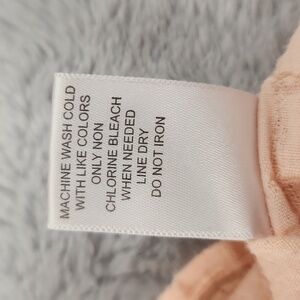 MACHINE WASH COLD
WITH LIKE COLORS
ONLY NON
CHLORINE BLEACH
WHEN NEEDED
LINE DRY
DO NOT IRON